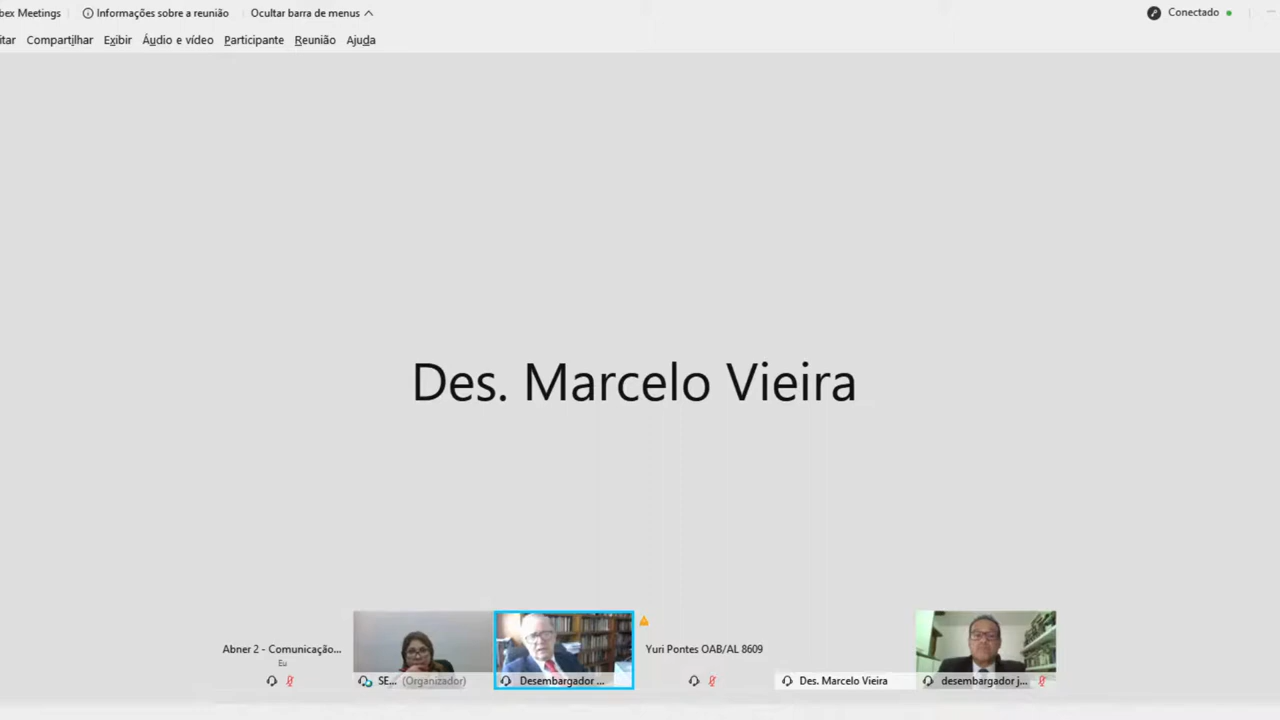 bex Meetings Informações sobre a reunião Ocultar barra de menus Conectado
itar Compartilhar Exibir Áudio e vídeo Participante Reunião Ajuda
Des. Marcelo Vieira
Abner 2 - Comunicação...
Eu
SE... (Organizador)
Desembargador ...
Yuri Pontes OAB/AL 8609
Des. Marcelo Vieira
desembargador j...